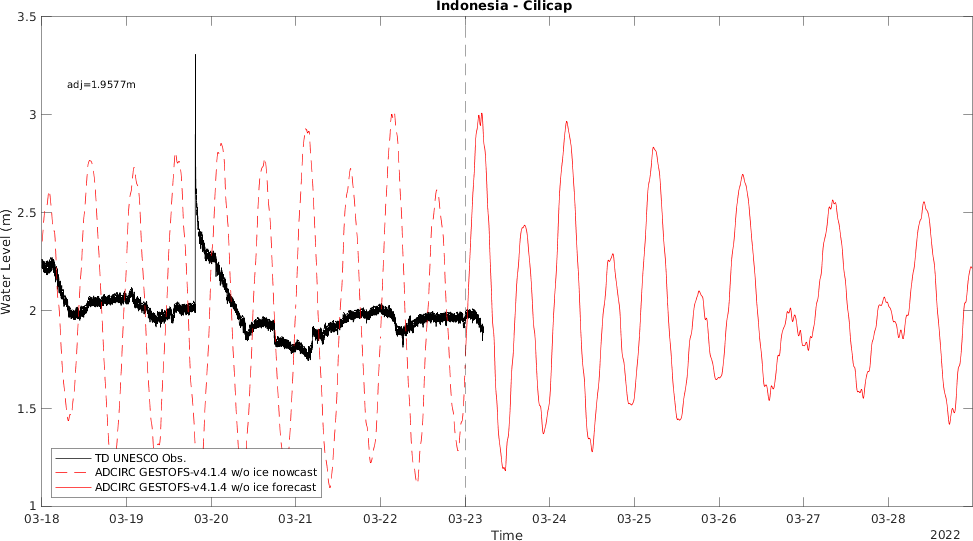 Indonesia - Cilicap
3.5
3
2.5
2
1.5
1
Water Level (m)
adj=1.9577m
TD UNESCO Obs.
ADCIRC GESTOFS-v4.1.4 w/o ice nowcast
ADCIRC GESTOFS-v4.1.4 w/o ice forecast
03-18 03-19 03-20 03-21 03-22 03-23 03-24 03-25 03-26 03-27 03-28
Time
2022